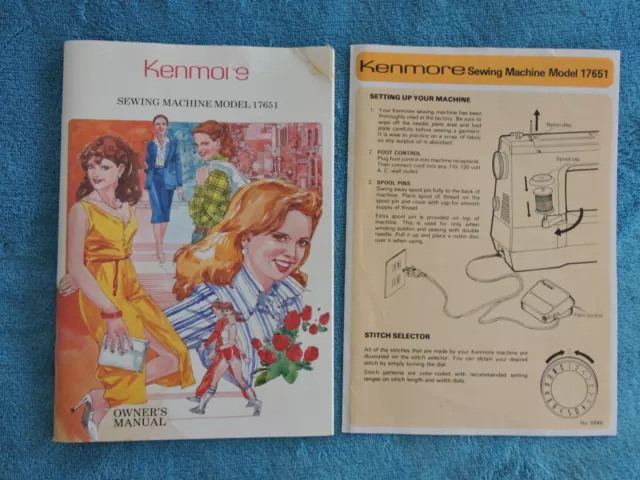 Kenmore
SEWING MACHINE MODEL 17651
OWNER'S
MANUAL
Kenmore Sewing Machine Model 17651
SETTING UP YOUR MACHINE
1. Your Kenmore sewing machine has been
thoroughly oiled at the factory. Be sure to
wipe off the needle plate area and bed
plate carefully before sewing a garment.
It is wise to practice on a scrap of fabric
so any surplus oil is absorbed.
2. FOOT CONTROL
Plug foot control into machine receptacle.
Then connect cord into any 110-120 volt
A. C. wall outlet.
3. SPOOL PINS
Swing away spool pin fully to the back of
machine. Place spool of thread on the
spool pin and cover with cap for smooth
supply of thread.
Extra spool pin is provided on top of
machine. This is used only for
winding bobbin and sewing with double
needle. Pull it up and place a nylon disc
over it when using.
Nylon disc
Spool cap
Foot control
STITCH SELECTOR
All of the stitches that are made by your Kenmore machine are
illustrated on the stitch selector. You can obtain your desired
stitch by simply turning the dial.
Stitch patterns are color-coded with recommended setting
ranges on stitch length and width dials.